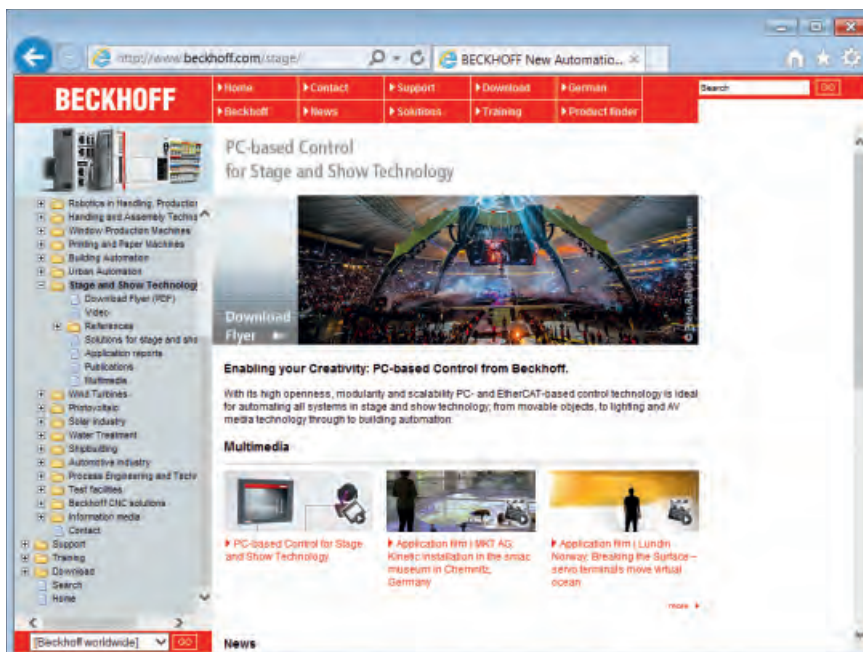 http://www.beckhoff.com/stage/
BECKHOFF New Automatio...
BECKHOFF
Home
Contact
Support
Download
German
Beckhoff
News
Solutions
Training
Product finder
Search
GO
PC-based Control
for Stage and Show Technology
Robotics in Handling, Production
Handling and Assembly Techno
Window Production Machines
Printing and Paper Machines
Building Automation
Urban Automation
Stage and Show Technology
Download Flyer (PDF)
Video
References
Solutions for stage and sho
Application reports
Publications
Multimedia
Wind Turbines
Photovoltaic
Solar industry
Water Treatment
Shipbuilding
Automotive Industry
Process Engineering and Techn
Test facilities
Beckhoff CNC solutions
Information media
Contact
Support
Training
Download
Search
Home
[Beckhoff worldwide]
GO
Download
Flyer
Enabling your Creativity: PC-based Control from Beckhoff.
With its high openness, modularity and scalability PC- and EtherCAT-based control technology is ideal
for automating all systems in stage and show technology; from movable objects, to lighting and AV
media technology through to building automation
Multimedia
PC-based Control for Stage
and Show Technology
Application film | MKT AG:
Kinetic installation in the smac
museum in Chemnitz,
Germany
Application film | Lundin
Norway: Breaking the Surface –
servo terminals move virtual
ocean
more
News